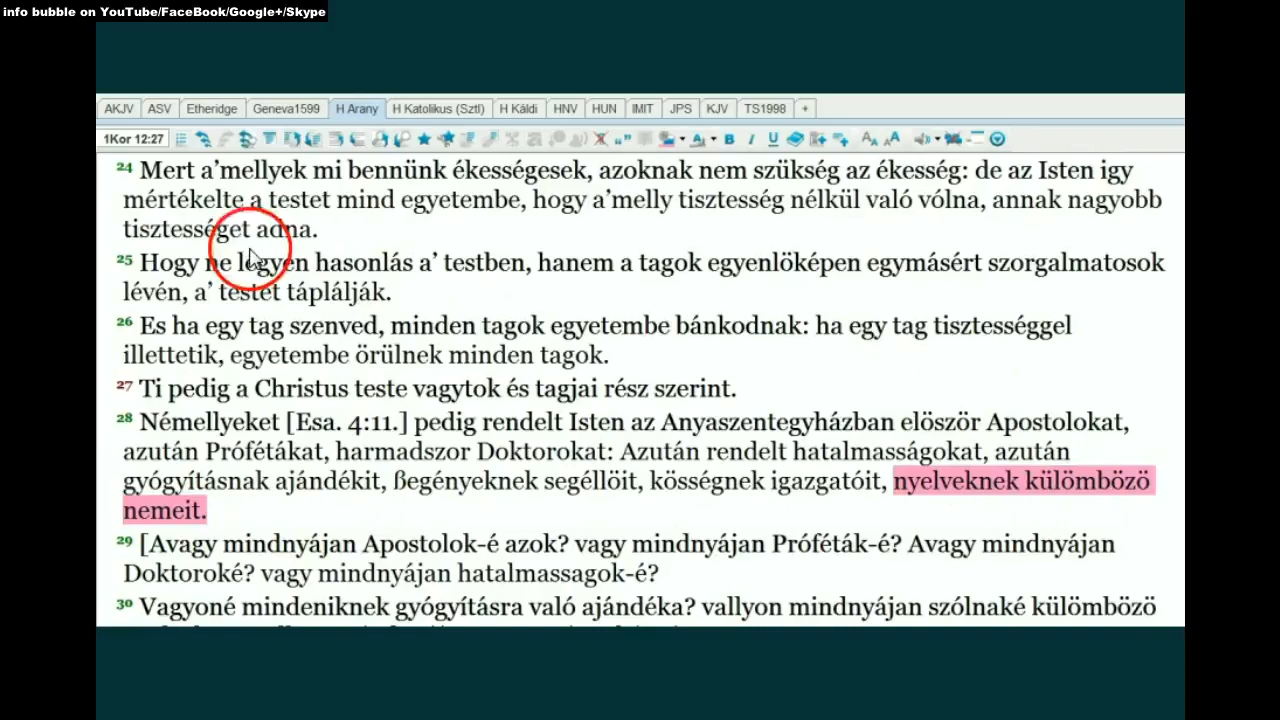 info bubble on YouTube/FaceBook/Google+/Skype
AKJV ASV Etheridge Geneva1599 H Arany H Katolikus (Sztl) H Káldi HNV HUN IMIT JPS KJV TS1998 +
1Kor 12:27
24 Mert a’mellyek mi bennünk ékességesek, azoknak nem szükség az ékesség: de az Isten igy
mértékelte a testet mind egyetembe, hogy a’melly tisztesség nélkül való vólna, annak nagyobb
tisztességet adna.
25 Hogy ne légyen hasonlás a’ testben, hanem a tagok egyenlöképen egymásért szorgalmatosok
lévén, a’ testet táplálják.
26 Es ha egy tag szenved, minden tagok egyetembe bánkodnak: ha egy tag tisztességgel
illettetik, egyetembe örülnek minden tagok.
27 Ti pedig a Christus teste vagytok és tagjai rész szerint.
28 Némellyeket [Esa. 4:11.] pedig rendelt Isten az Anyaszentegyházban elöször Apostolokat,
azután Prófétákat, harmadszor Doktorokat: Azután rendelt hatalmasságokat, azután
gyógyításnak ajándékit, ßegényeknek segéllöit, kösségnek igazgatóit, nyelveknek külömbözö
nemeit.
29 [Avagy mindnyájan Apostolok-é azok? vagy mindnyájan Próféták-é? Avagy mindnyájan
Doktoroké? vagy mindnyájan hatalmassagok-é?
30 Vagyoné mindeniknek gyógyításra való ajándéka? vallyon mindnyájan szólnaké külömbözö